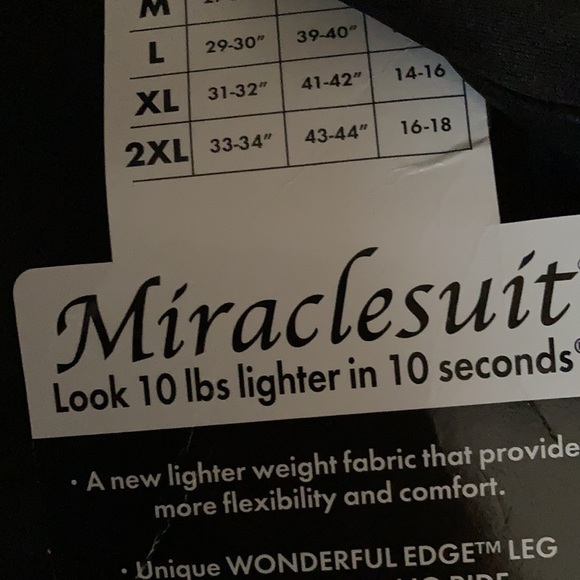 M
L 29-30" 39-40"
XL 31-32" 41-42" 14-16
2XL 33-34" 43-44" 16-18
Miraclesuit®
Look 10 lbs lighter in 10 seconds®
· A new lighter weight fabric that provide
more flexibility and comfort.
· Unique WONDERFUL EDGE™ LEG